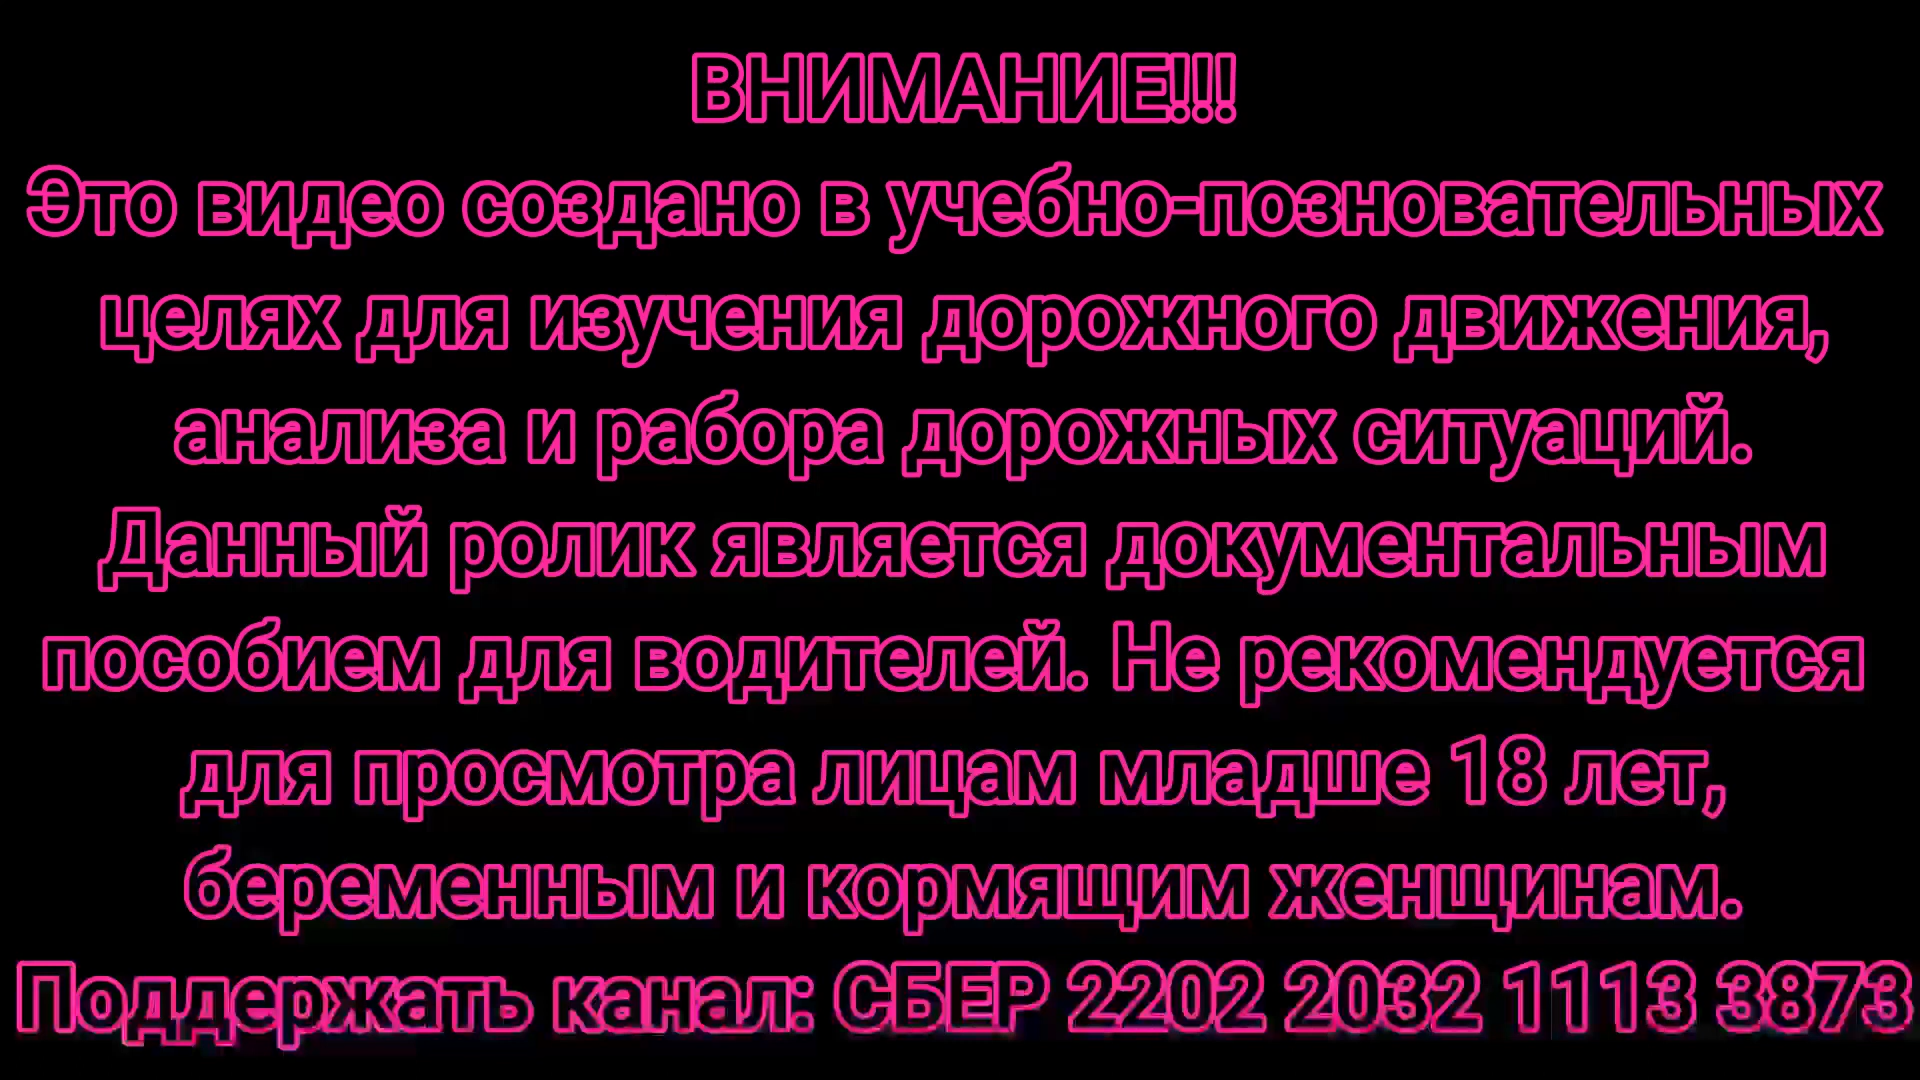 ВНИМАНИЕ!!!
Это видео создано в учебно-позновательных
целях для изучения дорожного движения,
анализа и рабора дорожных ситуаций.
Данный ролик является документальным
пособием для водителей. Не рекомендуется
для просмотра лицам младше 18 лет,
беременным и кормящим женщинам.
Поддержать канал: СБЕР 2202 2032 1113 3873